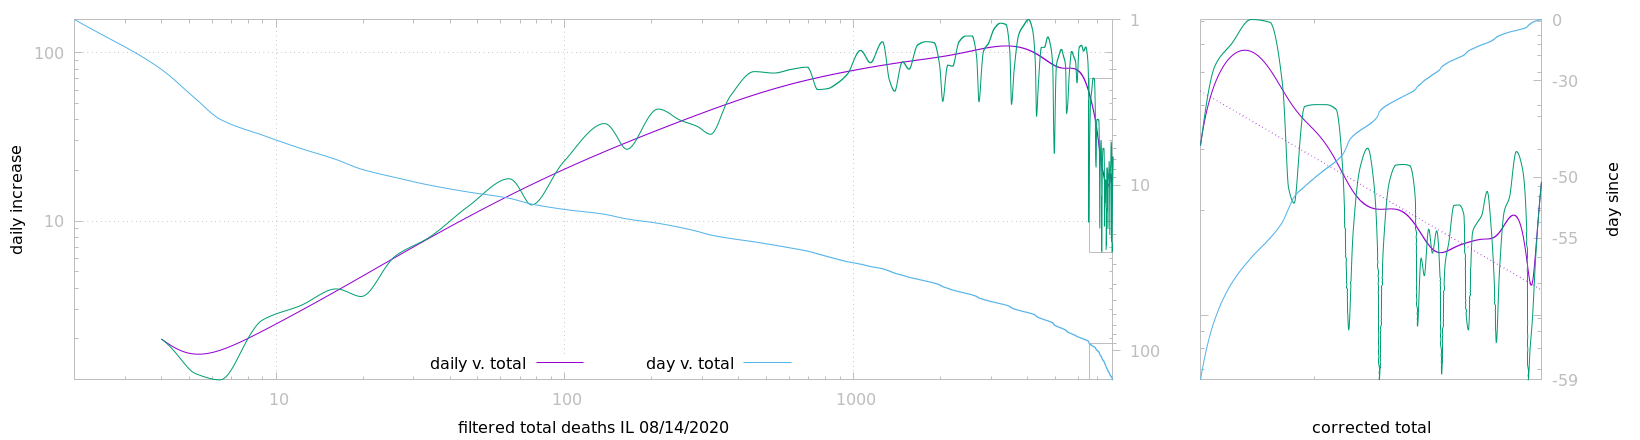 daily increase
100
10
10
100
1000
1
10
100
daily v. total
day v. total
filtered total deaths IL 08/14/2020
0
-30
-50
-55
-59
day since
corrected total